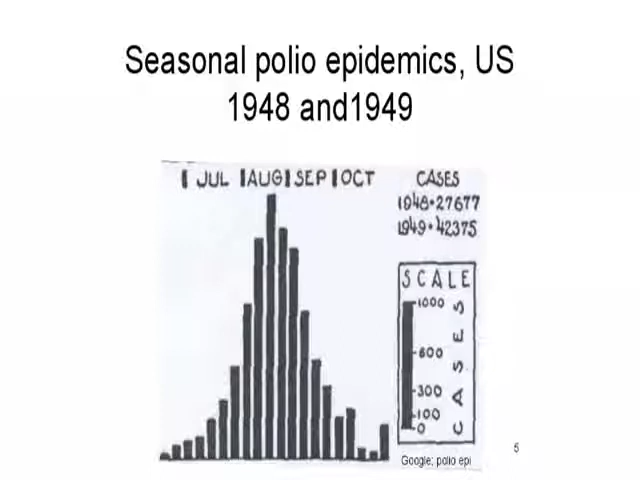 Seasonal polio epidemics, US
1948 and1949
JUL AUG SEP OCT
CASES
1948-27677
1949-42375
SCALE
1000
600
300
100
0
CASES
Google; polio epi
5